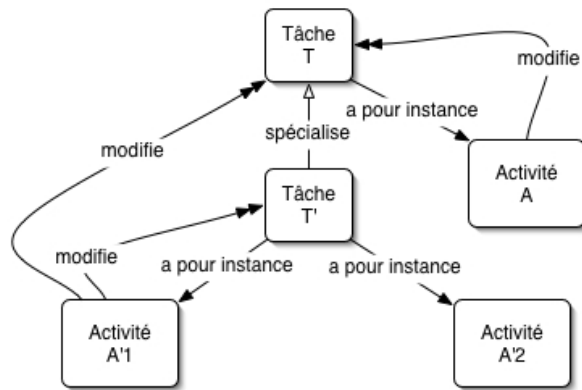 Tâche
T
modifie
a pour instance
spécialise
modifie
Activité
A
Tâche
T'
modifie
a pour instance
a pour instance
Activité
A'1
Activité
A'2